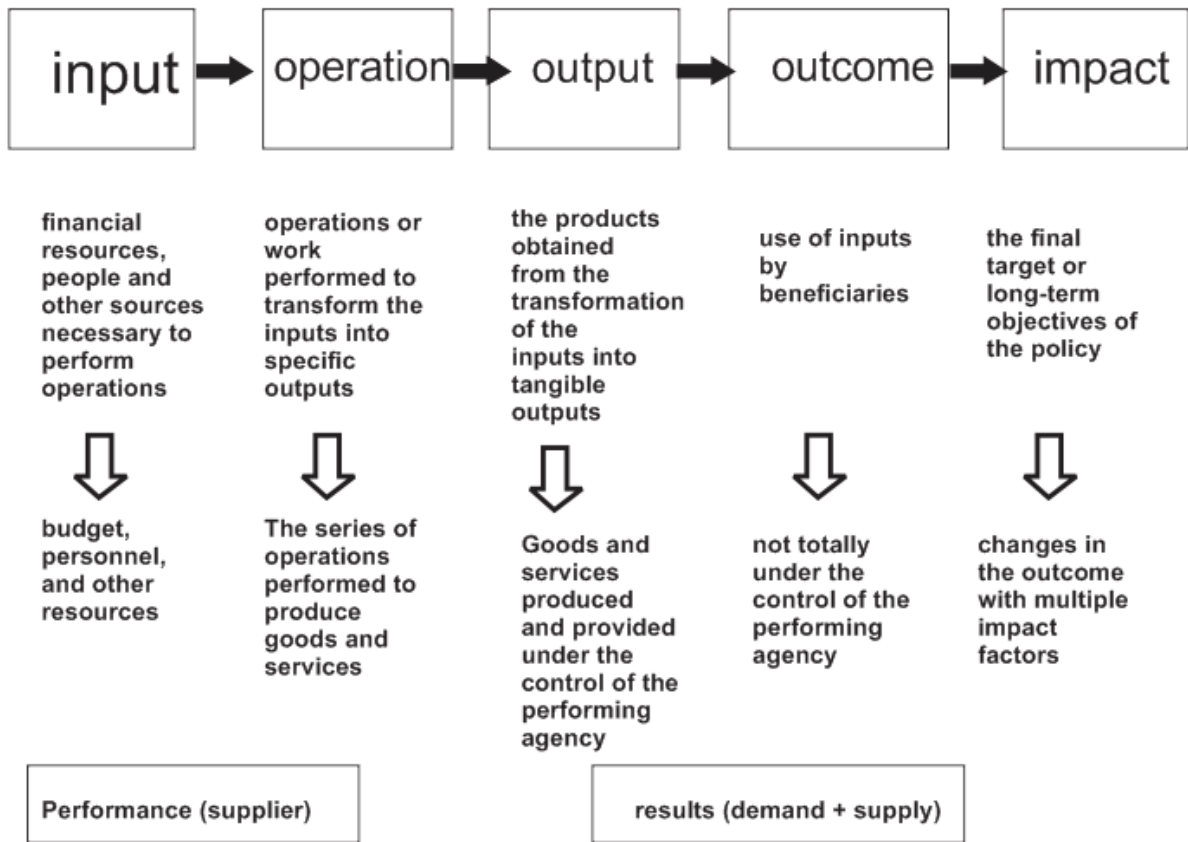 input
operation
output
outcome
impact
financial
resources,
people and
other sources
necessary to
perform
operations
operations or
work
performed to
transform the
inputs into
specific
outputs
the products
obtained
from the
transformation
of the
inputs into
tangible
outputs
use of inputs
by
beneficiaries
the final
target or
long-term
objectives of
the policy
budget,
personnel,
and other
resources
The series of
operations
performed to
produce
goods and
services
Goods and
services
produced
and provided
under the
control of the
performing
agency
not totally
under the
control of the
performing
agency
changes in
the outcome
with multiple
impact
factors
Performance (supplier)
results (demand + supply)